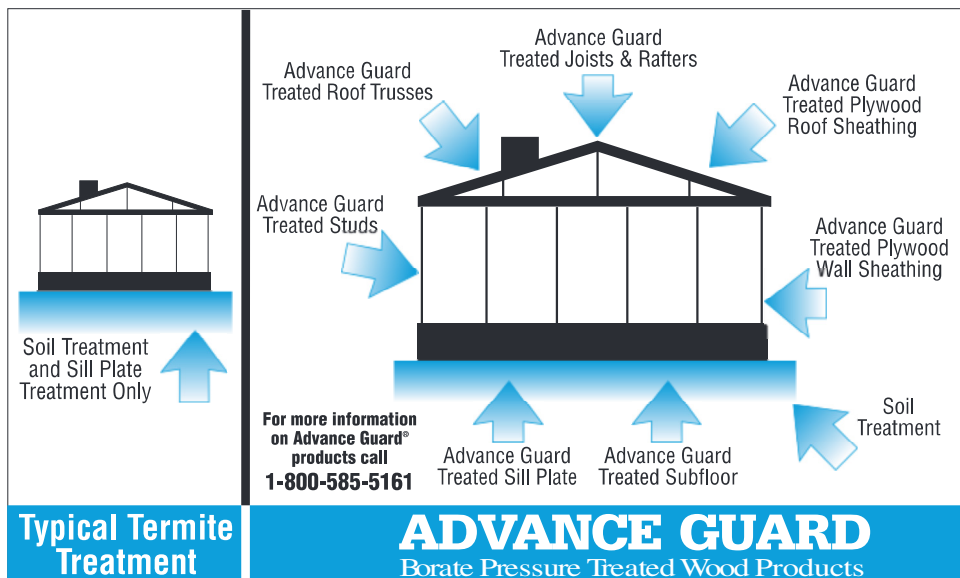 Soil Treatment
and Sill Plate
Treatment Only
Typical Termite
Treatment
Advance Guard
Treated Joists & Rafters
Advance Guard
Treated Roof Trusses
Advance Guard
Treated Plywood
Roof Sheathing
Advance Guard
Treated Studs
Advance Guard
Treated Plywood
Wall Sheathing
For more information
on Advance Guard®
products call
1-800-585-5161
Advance Guard
Treated Sill Plate
Advance Guard
Treated Subfloor
Soil
Treatment
ADVANCE GUARD
Borate Pressure Treated Wood Products